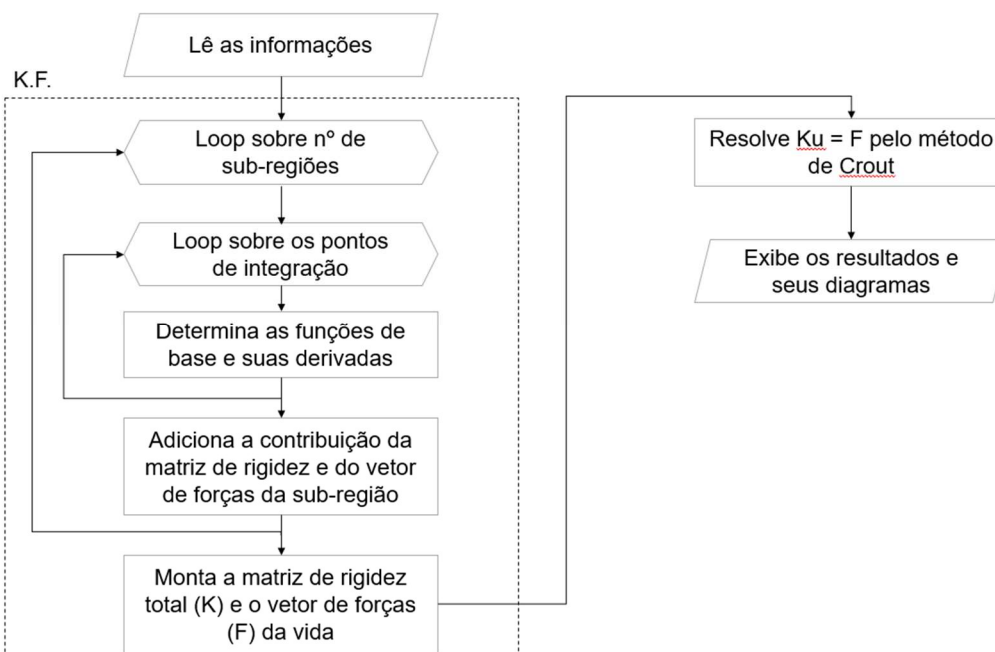 Lê as informações
K.F.
Loop sobre nº de
sub-regiões
Loop sobre os pontos
de integração
Determina as funções de
base e suas derivadas
Adiciona a contribuição da
matriz de rigidez e do vetor
de forças da sub-região
Monta a matriz de rigidez
total (K) e o vetor de forças
(F) da vida
Resolve Ku = F pelo método
de Crout
Exibe os resultados e
seus diagramas